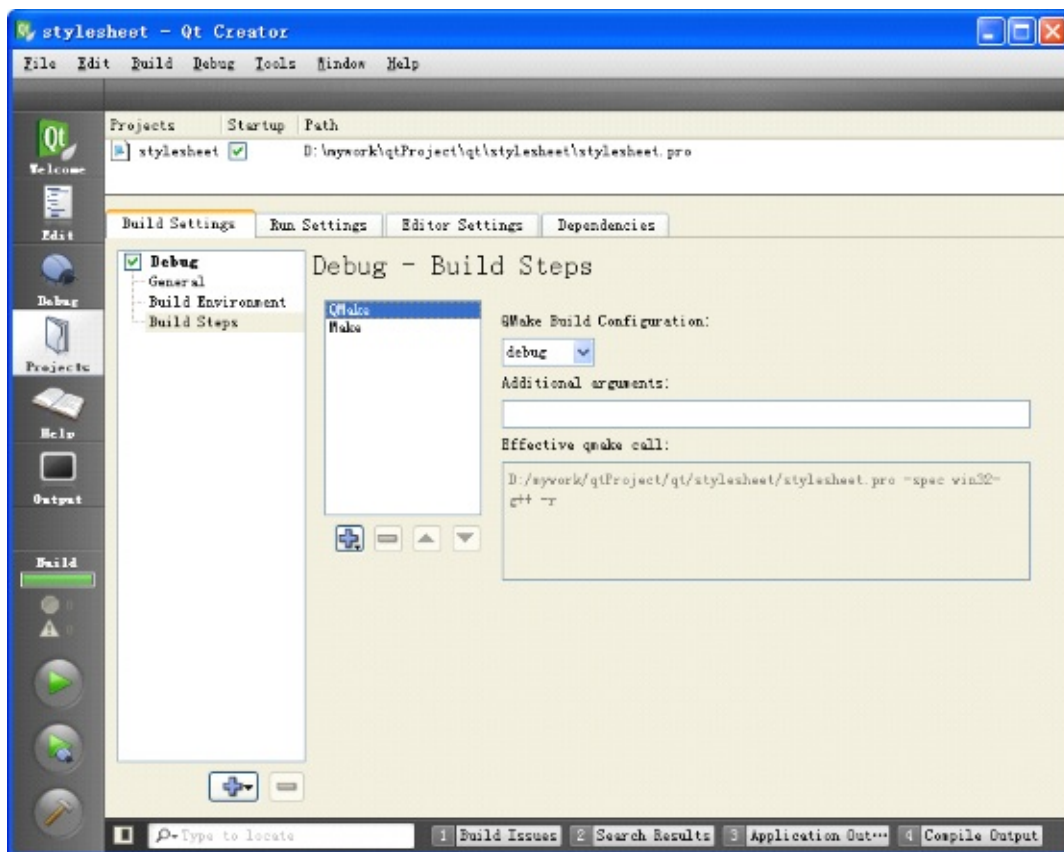 stylesheet - Qt Creator
File Edit Build Debug Tools Window Help
Projects Startup Path
stylesheet D:\mywork\qtProject\qt\stylesheet\stylesheet.pro
Qt
Welcome
Edit
Debug
Projects
Help
Output
Build
0
0
Build Settings Run Settings Editor Settings Dependencies
Debug
General
Build Environment
Build Steps
Debug - Build Steps
QMake
Make
QMake Build Configuration:
debug
Additional arguments:
Effective qmake call:
D:/mywork/qtProject/qt/stylesheet/stylesheet.pro -spec win32-
g++ -r
Type to locate
1 Build Issues 2 Search Results 3 Application Out··· 4 Compile Output